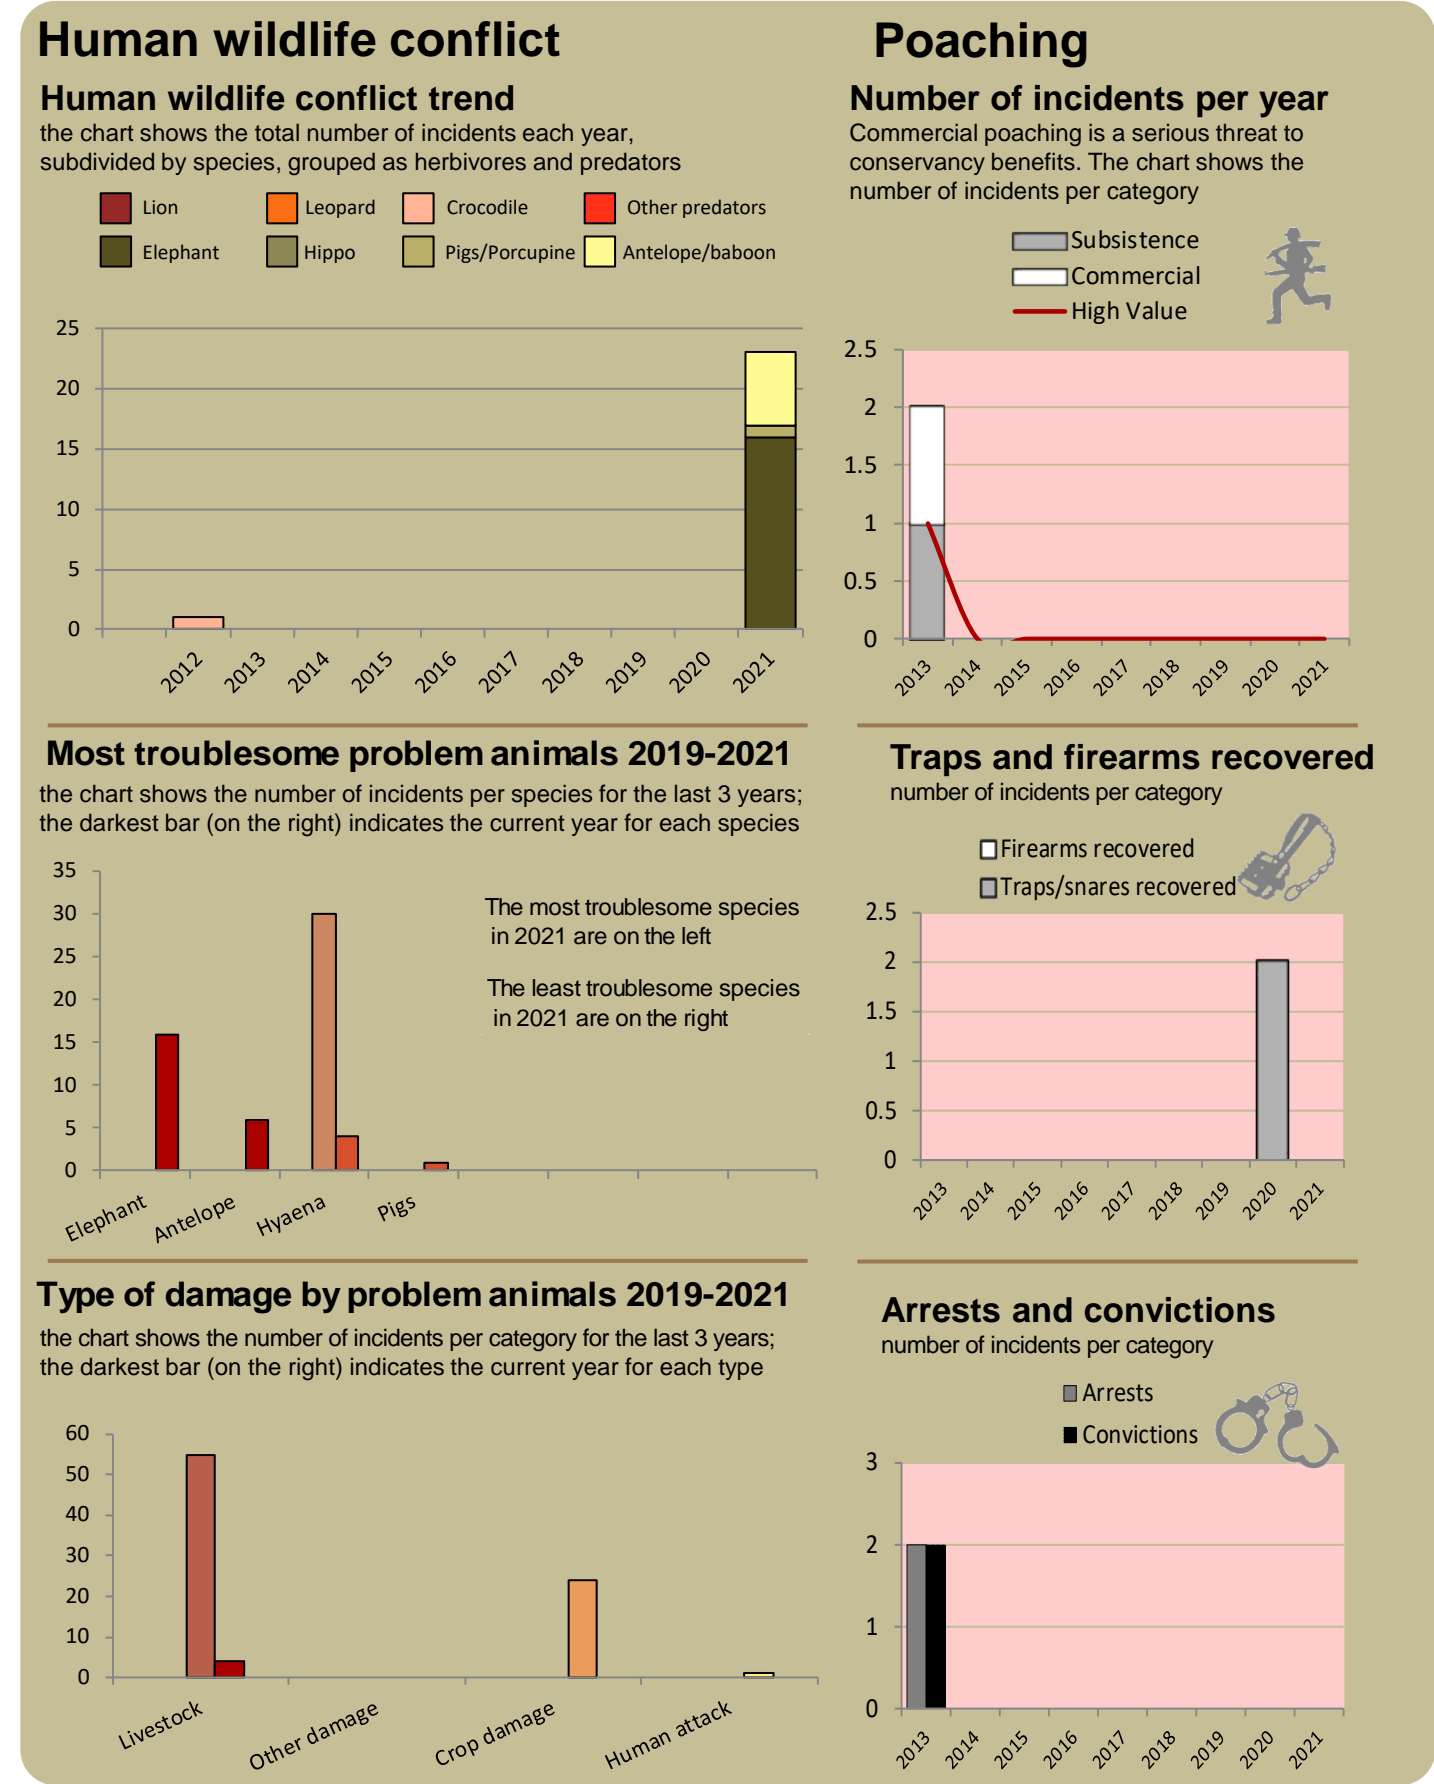 Human wildlife conflict
Human wildlife conflict trend
the chart shows the total number of incidents each year,
subdivided by species, grouped as herbivores and predators
Lion
Leopard
Crocodile
Other predators
Elephant
Hippo
Pigs/Porcupine
Antelope/baboon
25
20
15
10
5
0
2012
2013
2014
2015
2016
2017
2018
2019
2020
2021
Most troublesome problem animals 2019-2021
the chart shows the number of incidents per species for the last 3 years;
the darkest bar (on the right) indicates the current year for each species
35
30
25
20
15
10
5
0
The most troublesome species
in 2021 are on the left
The least troublesome species
in 2021 are on the right
Elephant
Antelope
Hyaena
Pigs
Type of damage by problem animals 2019-2021
the chart shows the number of incidents per category for the last 3 years;
the darkest bar (on the right) indicates the current year for each type
60
50
40
30
20
10
0
Livestock
Other damage
Crop damage
Human attack
Poaching
Number of incidents per year
Commercial poaching is a serious threat to
conservancy benefits. The chart shows the
number of incidents per category
Subsistence
Commercial
High Value
2.5
2
1.5
1
0.5
0
2013
2014
2015
2016
2017
2018
2019
2020
2021
Traps and firearms recovered
number of incidents per category
Firearms recovered
Traps/snares recovered
2.5
2
1.5
1
0.5
0
2013
2014
2015
2016
2017
2018
2019
2020
2021
Arrests and convictions
number of incidents per category
Arrests
Convictions
3
2
1
0
2013
2014
2015
2016
2017
2018
2019
2020
2021